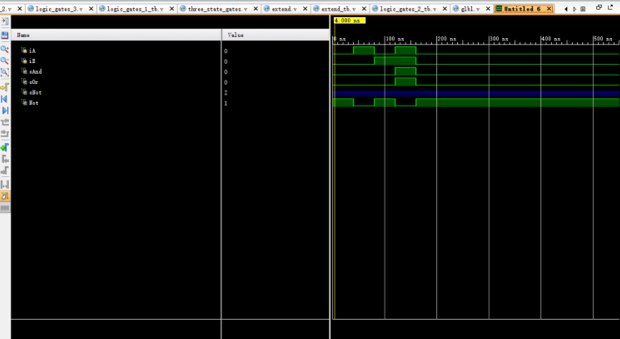 _2.v logic_gates_3.v logic_gates_1_tb.v three_state_gates.v extend.v extend_tb.v logic_gates_2_tb.v glbl.v Untitled 6
4.000 ns
Name Value
0 ns 100 ns 200 ns 300 ns 400 ns 500 ns
iA 0
iB 0
oAnd 0
oOr 0
oNot Z
Not 1